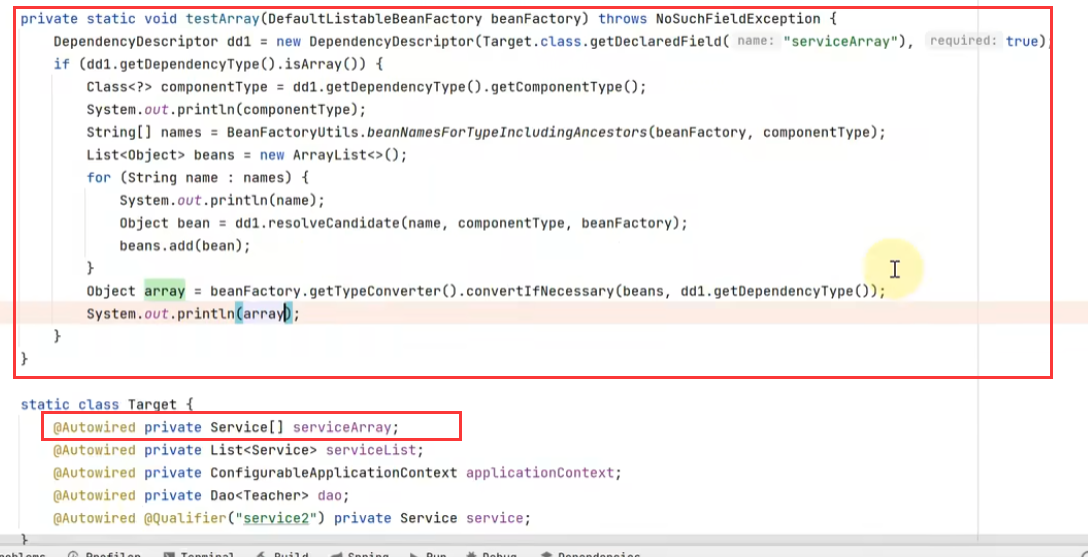 private static void testArray(DefaultListableBeanFactory beanFactory) throws NoSuchFieldException {
DependencyDescriptor dd1 = new DependencyDescriptor(Target.class.getDeclaredField( name: "serviceArray"), required: true)
if (dd1.getDependencyType().isArray()) {
Class<?> componentType = dd1.getDependencyType().getComponentType();
System.out.println(componentType);
String[] names = BeanFactoryUtils.beanNamesForTypeIncludingAncestors(beanFactory, componentType);
List<Object> beans = new ArrayList<>();
for (String name : names) {
System.out.println(name);
Object bean = dd1.resolveCandidate(name, componentType, beanFactory);
beans.add(bean);
}
Object array = beanFactory.getTypeConverter().convertIfNecessary(beans, dd1.getDependencyType());
System.out.println(array);
}
}
static class Target {
@Autowired private Service[] serviceArray;
@Autowired private List<Service> serviceList;
@Autowired private ConfigurableApplicationContext applicationContext;
@Autowired private Dao<Teacher> dao;
@Autowired @Qualifier("service2") private Service service;
}
Profiler Terminal Build Spring Run Debug Dependencies